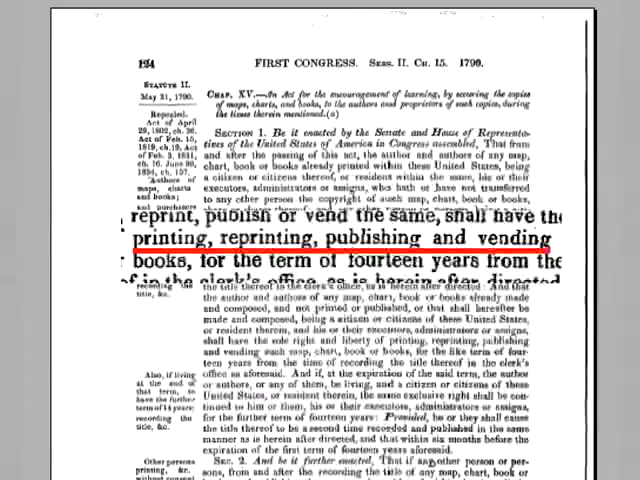 124
FIRST CONGRESS. Sess. II. Ch. 15. 1790.
Statute II.
May 31, 1790.
Repealed.
Act of April
29, 1802, ch. 36.
Act of Feb. 15,
1819, ch.19. Act
of Feb. 3, 1831,
ch. 16. June 30,
1834, ch. 157.
Authors of
maps, charts
and books;
and purchasers
Chap. XV.—An Act for the encouragement of learning, by securing the copies
of maps, charts, and books, to the authors and proprietors of such copies, during
the times therein mentioned.(a)
Section 1. Be it enacted by the Senate and House of Representa-
tives of the United States of America in Congress assembled, That from
and after the passing of this act, the author and authors of any map,
chart, book or books already printed within these United States, being
a citizen or citizens thereof, or resident within the same, his or their
executors, administrators or assigns, who hath or have not transferred
to any other person the copyright of such map, chart, book or books,
reprint, publish or vend the same, shall have the
printing, reprinting, publishing and vending
books, for the term of fourteen years from the
of in the clerk's office, as is herein after directed
recording the
title, &c.
the title thereof in the clerk's office, as is herein after directed: And that
the author and authors of any map, chart, book or books already made
and composed, and not printed or published, or that shall hereafter be
made and composed, being a citizen or citizens of these United States,
or resident therein, and his or their executors, administrators or assigns,
shall have the sole right and liberty of printing, reprinting, publishing
and vending such map, chart, book or books, for the like term of four-
teen years from the time of recording the title thereof in the clerk's
office as aforesaid. And if, at the expiration of the said term, the author
or authors, or any of them, be living, and a citizen or citizens of these
United States, or resident therein, the same exclusive right shall be con-
tinued to him or them, his or their executors, administrators or assigns,
for the further term of fourteen years: Provided, he or they shall cause
the title thereof to be a second time recorded and published in the same
manner as is herein after directed, and that within six months before the
expiration of the first term of fourteen years aforesaid.
Also, if living
at the end of
that term, to
have the further
term of 14 years:
recording the
title, &c.
Other persons
printing, &c.
without consent
Sec. 2. And be it further enacted, That if any other person or per-
sons, from and after the recording the title of any map, chart, book or